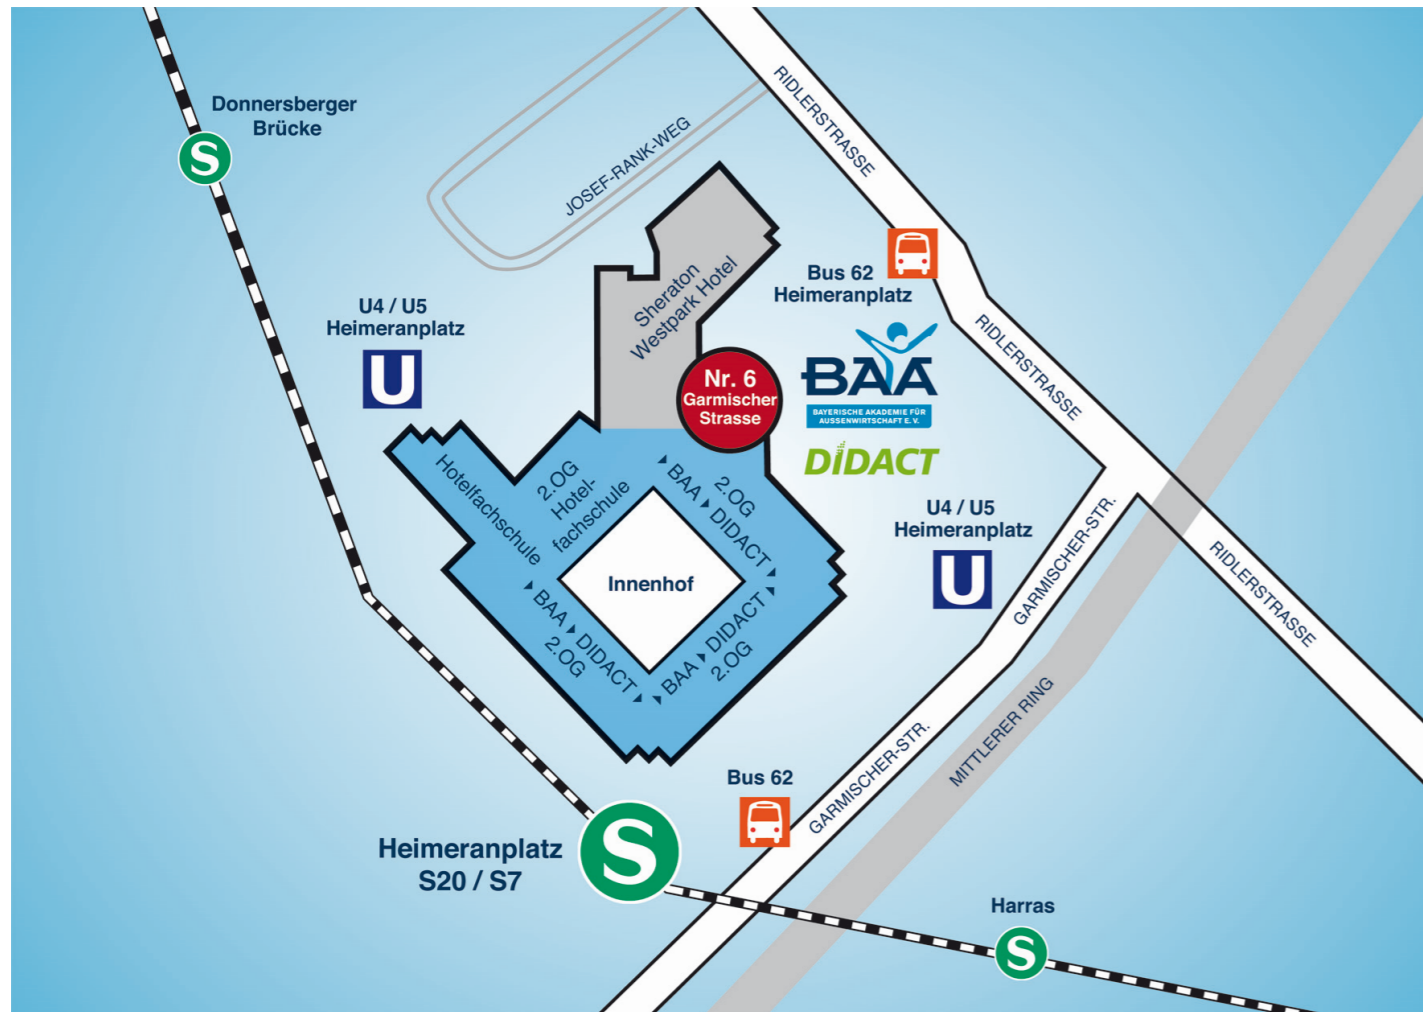 Donnersberger
Brücke
S
JOSEF-RANK-WEG
RIDLERSTRASSE
Sheraton
Westpark Hotel
Bus 62
Heimeranplatz
U4 / U5
Heimeranplatz
U
RIDLERSTRASSE
Nr. 6
Garmischer
Strasse
BAA
BAYERISCHE AKADEMIE FÜR
AUSSENWIRTSCHAFT E. V.
DIDACT
Hotelfachschule
2.OG
Hotel-
fachschule
BAA DIDACT
2.OG
U4 / U5
Heimeranplatz
U
GARMISCHER-STR.
RIDLERSTRASSE
Innenhof
BAA DIDACT
2.OG
BAA DIDACT
2.OG
MITTLERER RING
GARMISCHER-STR.
Bus 62
Heimeranplatz
S20 / S7
S
Harras
S